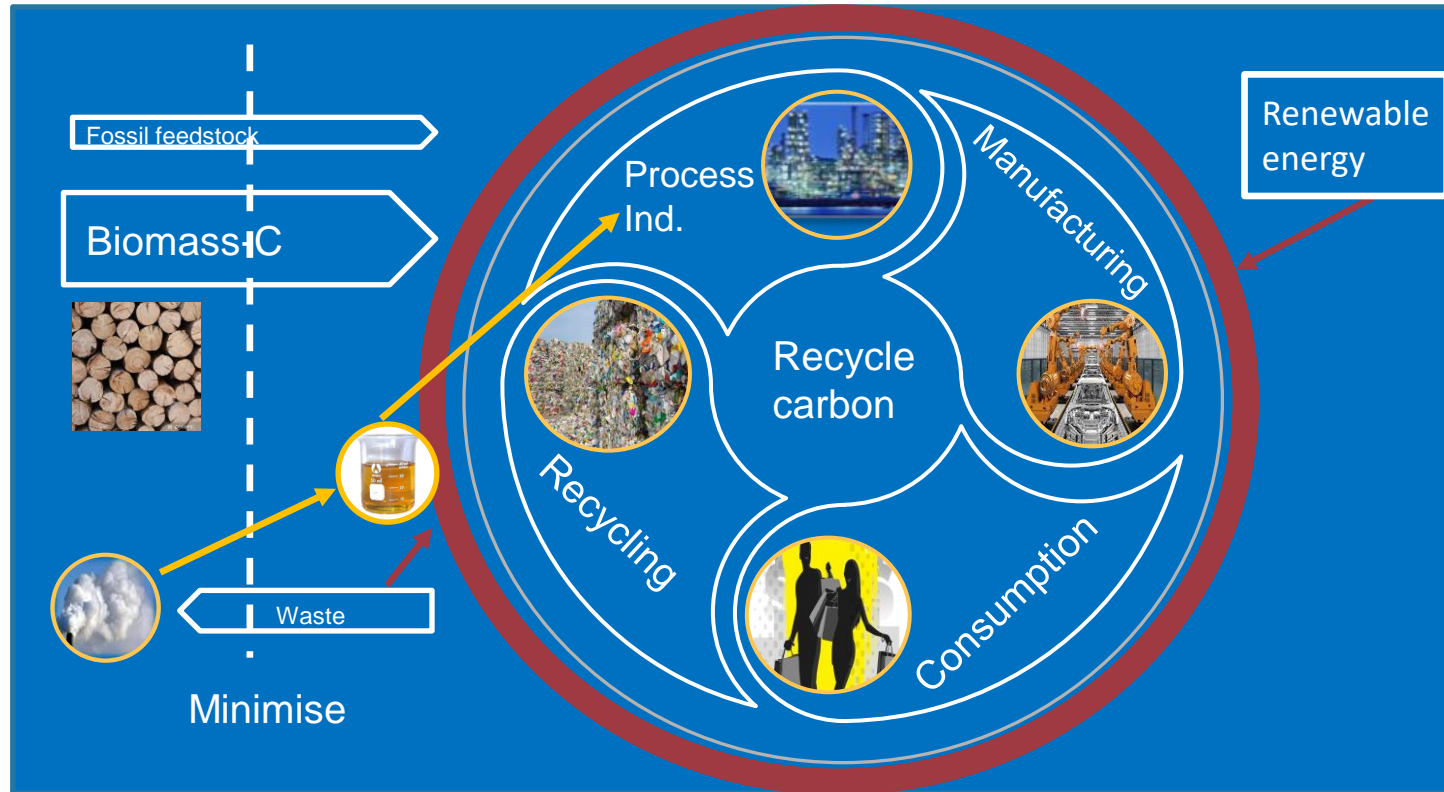 Fossil feedstock
Biomass-C
Process
Ind.
Manufacturing
Renewable
energy
Recycle
carbon
Recycling
Consumption
Waste
Minimise